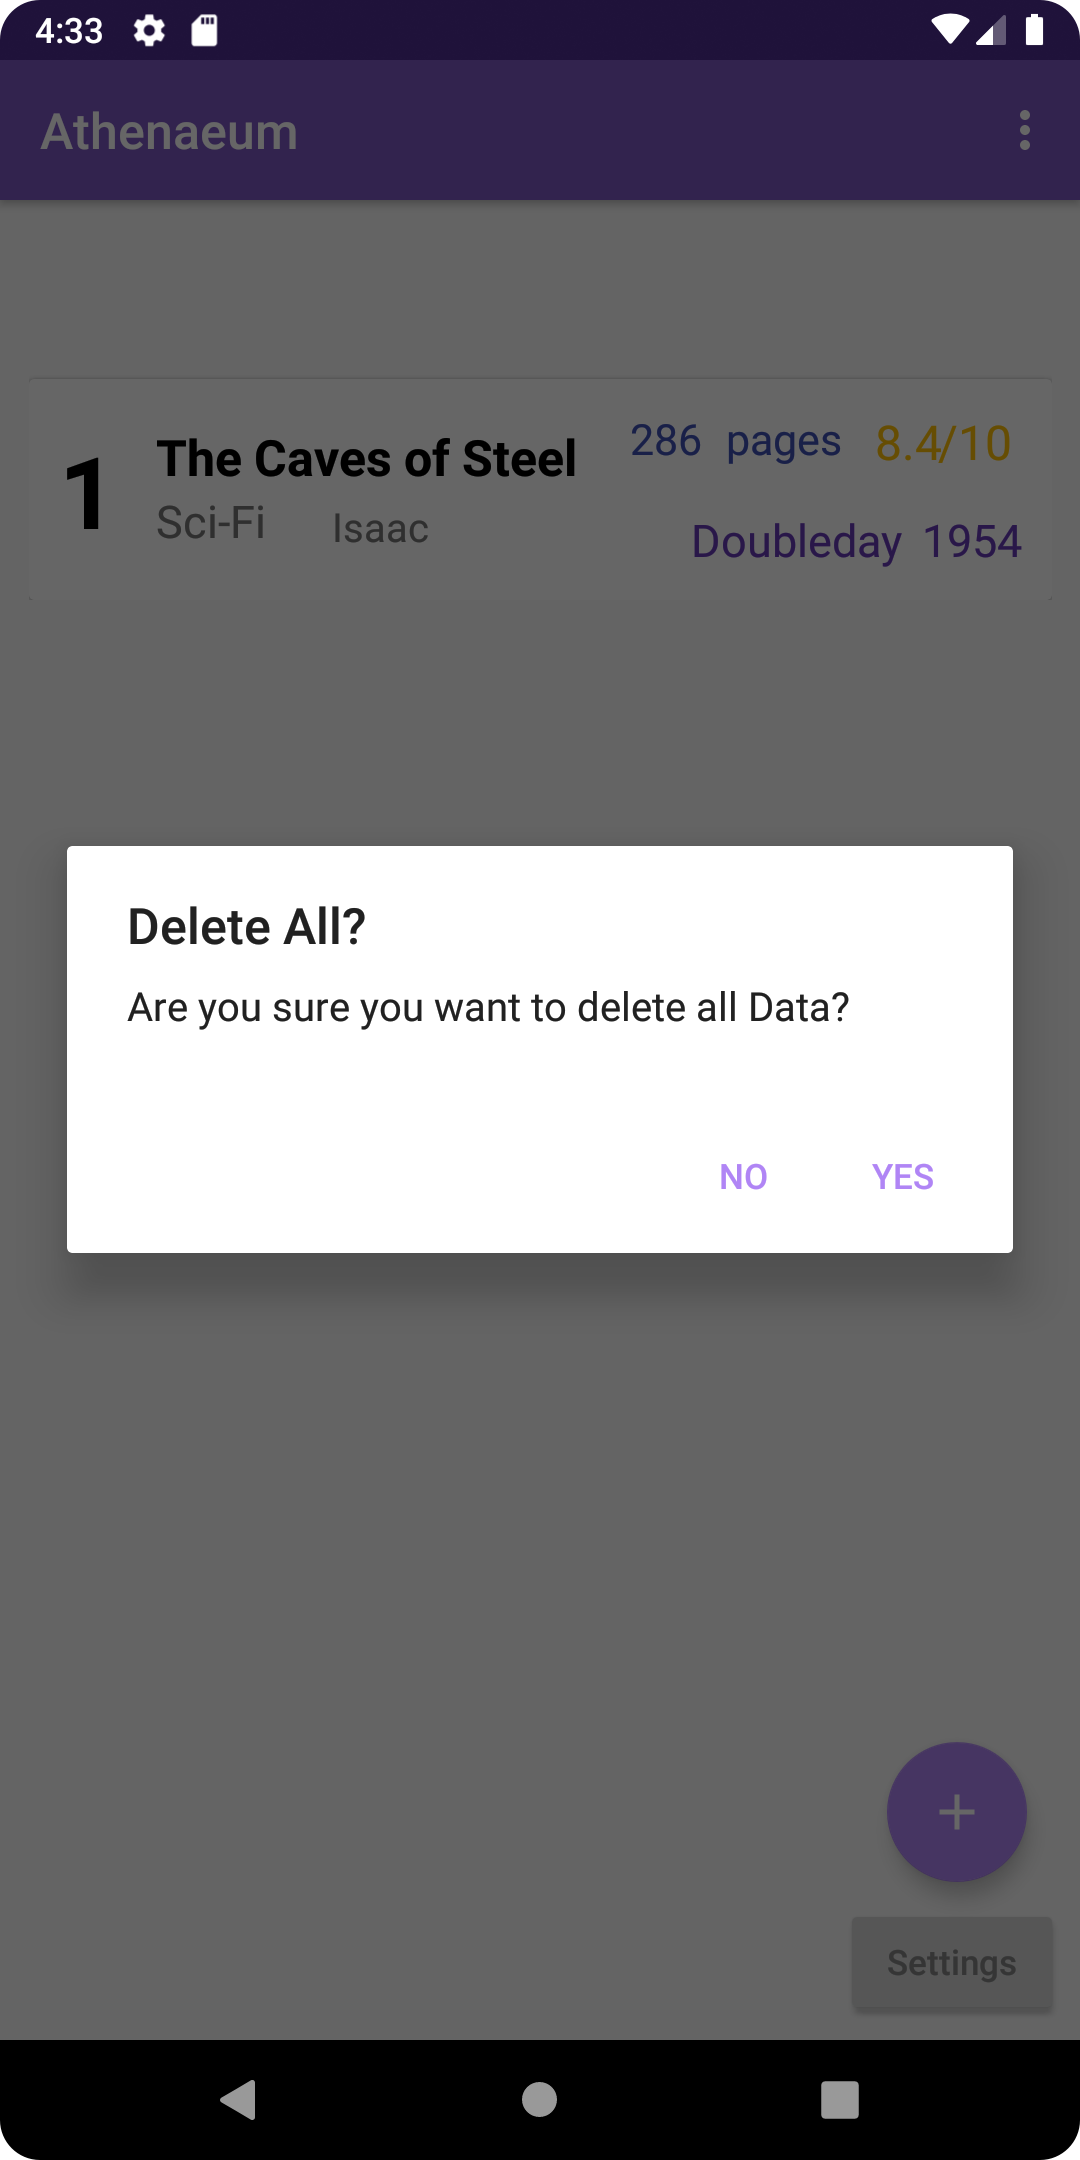 4:33
Athenaeum
1
The Caves of Steel
286 pages
8.4/10
Sci-Fi
Isaac
Doubleday 1954
Delete All?
Are you sure you want to delete all Data?
NO
YES
+
Settings